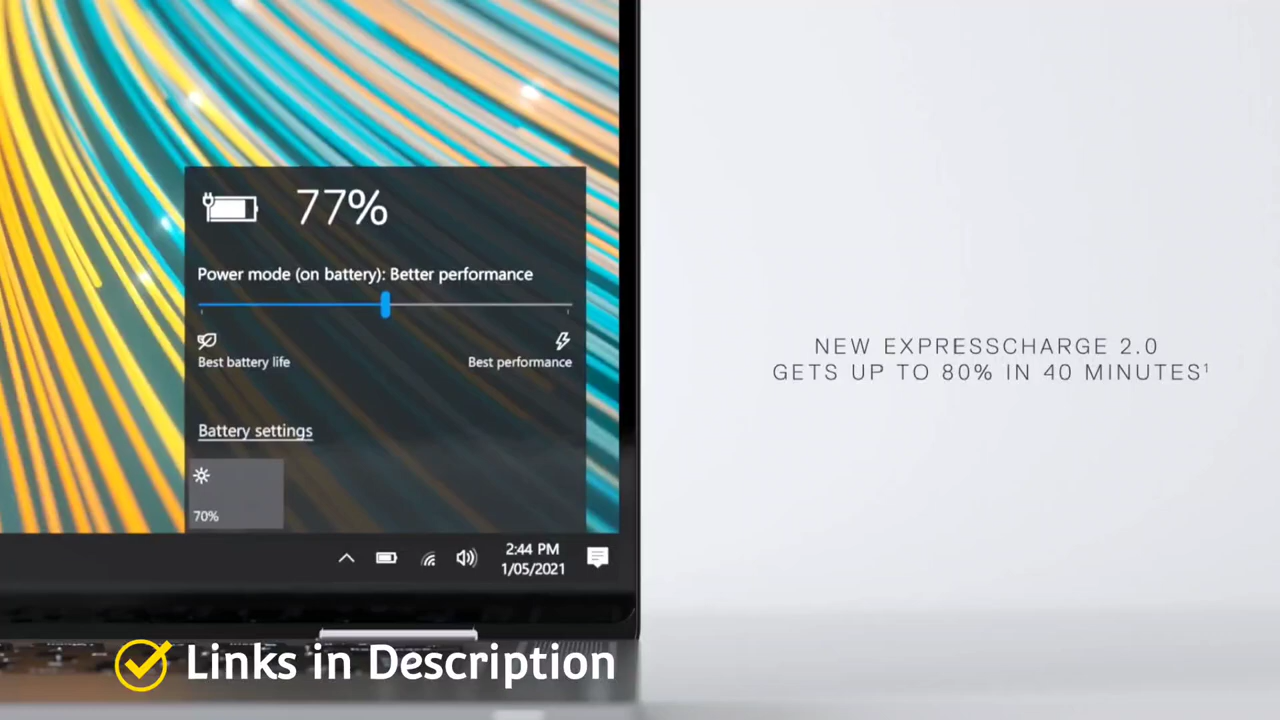 77%
Power mode (on battery): Better performance
Best battery life
Best performance
Battery settings
70%
2:44 PM
1/05/2021
NEW EXPRESSCHARGE 2.0
GETS UP TO 80% IN 40 MINUTES¹
Links in Description